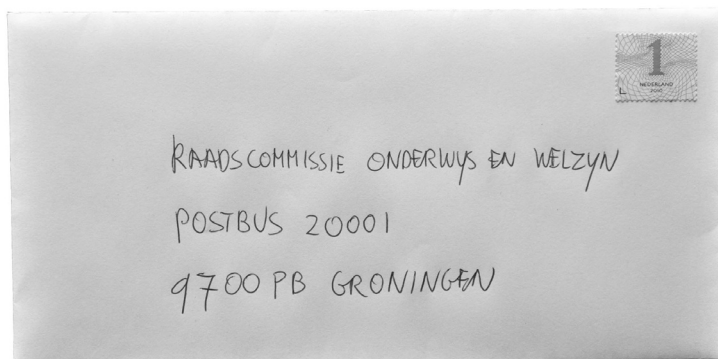 1
NEDERLAND
RAADSCOMMISSIE ONDERWYS EN WELZYN
POSTBUS 20001
9700 PB GRONINGEN